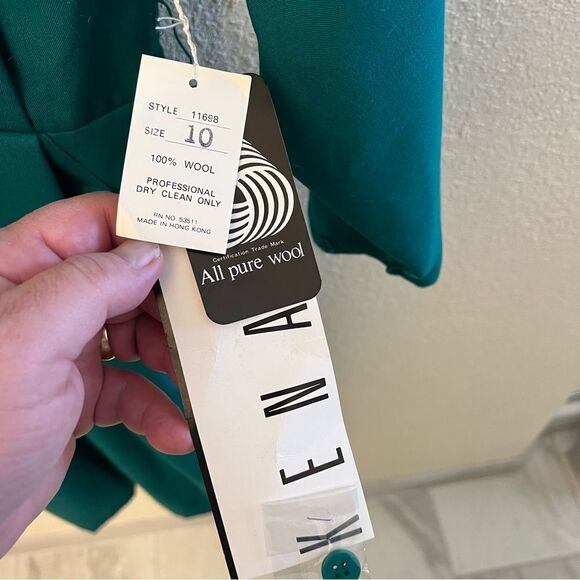 STYLE 11698
SIZE 10
100% WOOL
PROFESSIONAL
DRY CLEAN ONLY
RN NO 53511
MADE IN HONG KONG
Certification Trade Mark
All pure wool
KENA